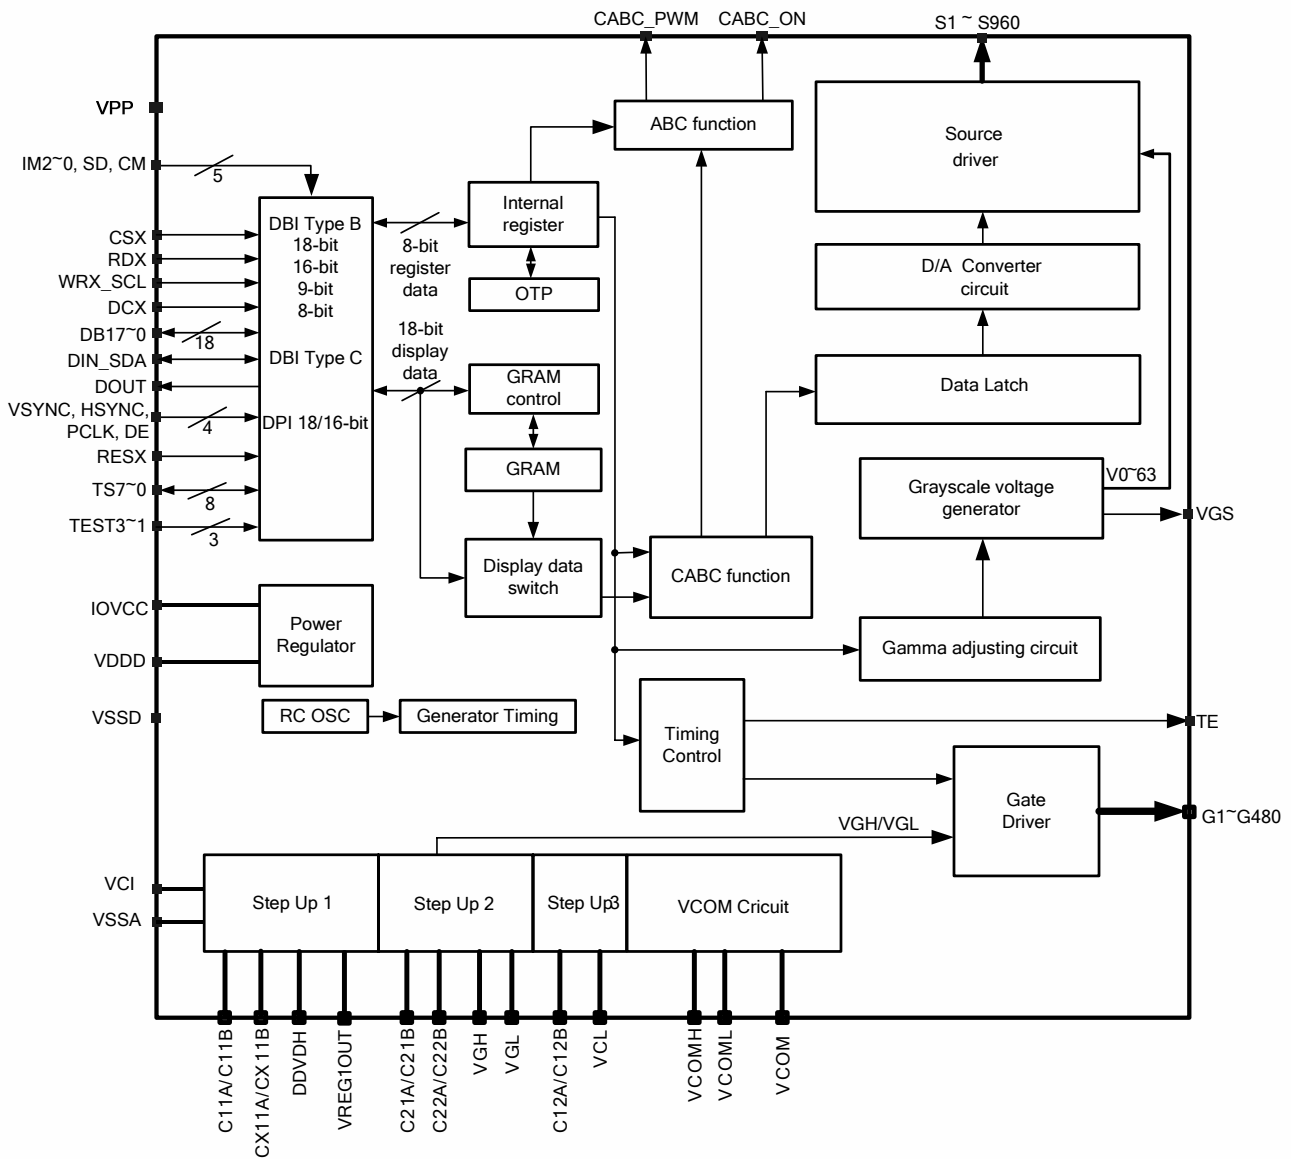 CABC_PWM CABC_ON
S1 ~ S960
VPP
IM2~0, SD, CM
5
CSX
RDX
WRX_SCL
DCX
DB17~0
18
DIN_SDA
DOUT
VSYNC, HSYNC,
PCLK, DE
4
RESX
TS7~0
8
TEST3~1
3
DBI Type B
18-bit
16-bit
9-bit
8-bit
DBI Type C
DPI 18/16-bit
8-bit
register
data
18-bit
display
data
Internal
register
OTP
GRAM
control
GRAM
Display data
switch
ABC function
CABC function
Source
driver
D/A Converter
circuit
Data Latch
Grayscale voltage
generator
V0~63
VGS
Gamma adjusting circuit
IOVCC
VDDD
Power
Regulator
VSSD
RC OSC
Generator Timing
Timing
Control
TE
Gate
Driver
G1~G480
VGH/VGL
VCI
VSSA
Step Up 1
Step Up 2
Step Up3
VCOM Cricuit
C11A/C11B
CX11A/CX11B
DDVDH
VREG1OUT
C21A/C21B
C22A/C22B
VGH
VGL
C12A/C12B
VCL
VCOMH
VCOML
VCOM